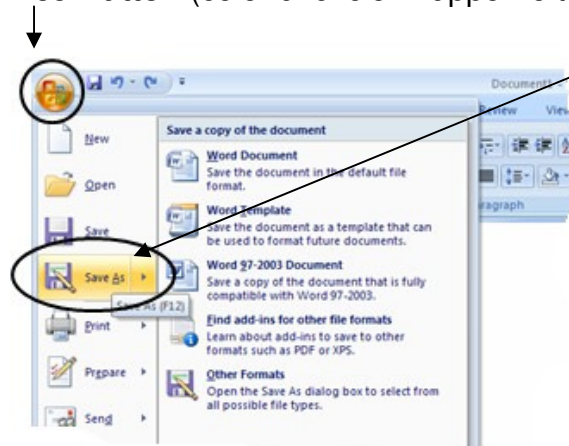 Document1 -
Review View
New
Open
Save
Save As
Save As (F12)
Print
Prepare
Send
Save a copy of the document
Word Document
Save the document in the default file
format.
Word Template
Save the document as a template that can
be used to format future documents.
Word 97-2003 Document
Save a copy of the document that is fully
compatible with Word 97-2003.
Find add-ins for other file formats
Learn about add-ins to save to other
formats such as PDF or XPS.
Other Formats
Open the Save As dialog box to select from
all possible file types.